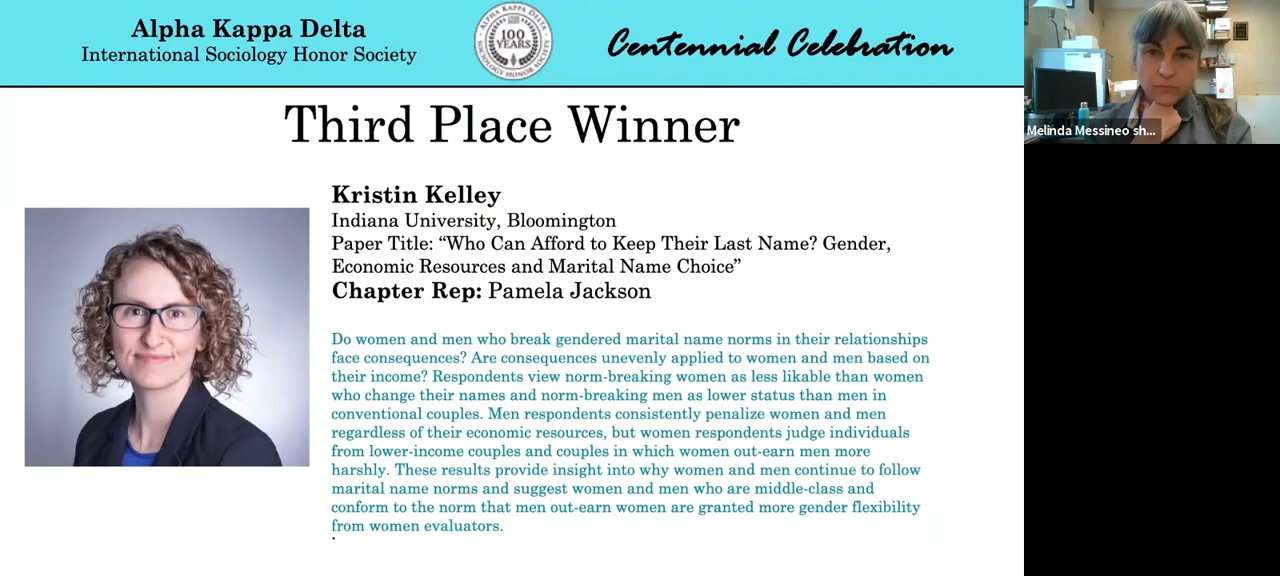 Alpha Kappa Delta
International Sociology Honor Society
ALPHA KAPPA DELTA
100
YEARS
SOCIOLOGY HONOR SOCIETY
Centennial Celebration
Melinda Messineo sh...
Third Place Winner
Kristin Kelley
Indiana University, Bloomington
Paper Title: “Who Can Afford to Keep Their Last Name? Gender,
Economic Resources and Marital Name Choice”
Chapter Rep: Pamela Jackson
Do women and men who break gendered marital name norms in their relationships
face consequences? Are consequences unevenly applied to women and men based on
their income? Respondents view norm-breaking women as less likable than women
who change their names and norm-breaking men as lower status than men in
conventional couples. Men respondents consistently penalize women and men
regardless of their economic resources, but women respondents judge individuals
from lower-income couples and couples in which women out-earn men more
harshly. These results provide insight into why women and men continue to follow
marital name norms and suggest women and men who are middle-class and
conform to the norm that men out-earn women are granted more gender flexibility
from women evaluators.
.